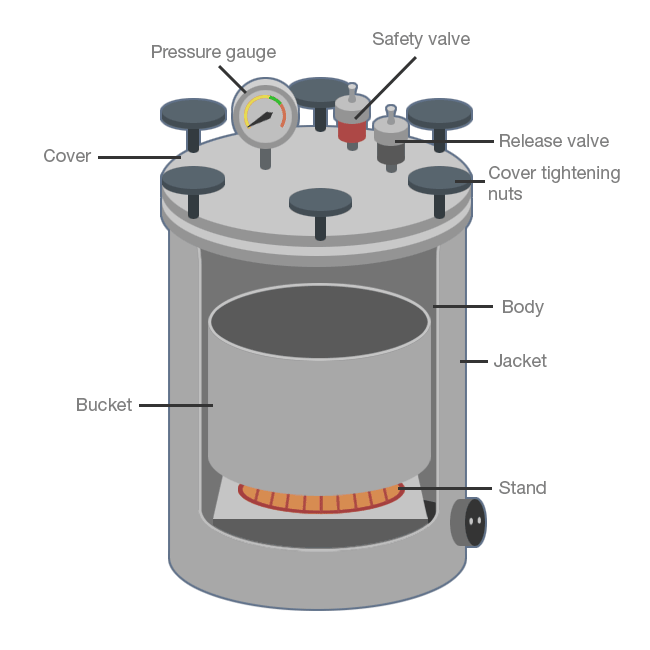 Safety valve
Pressure gauge
Release valve
Cover
Cover tightening
nuts
Body
Jacket
Bucket
Stand